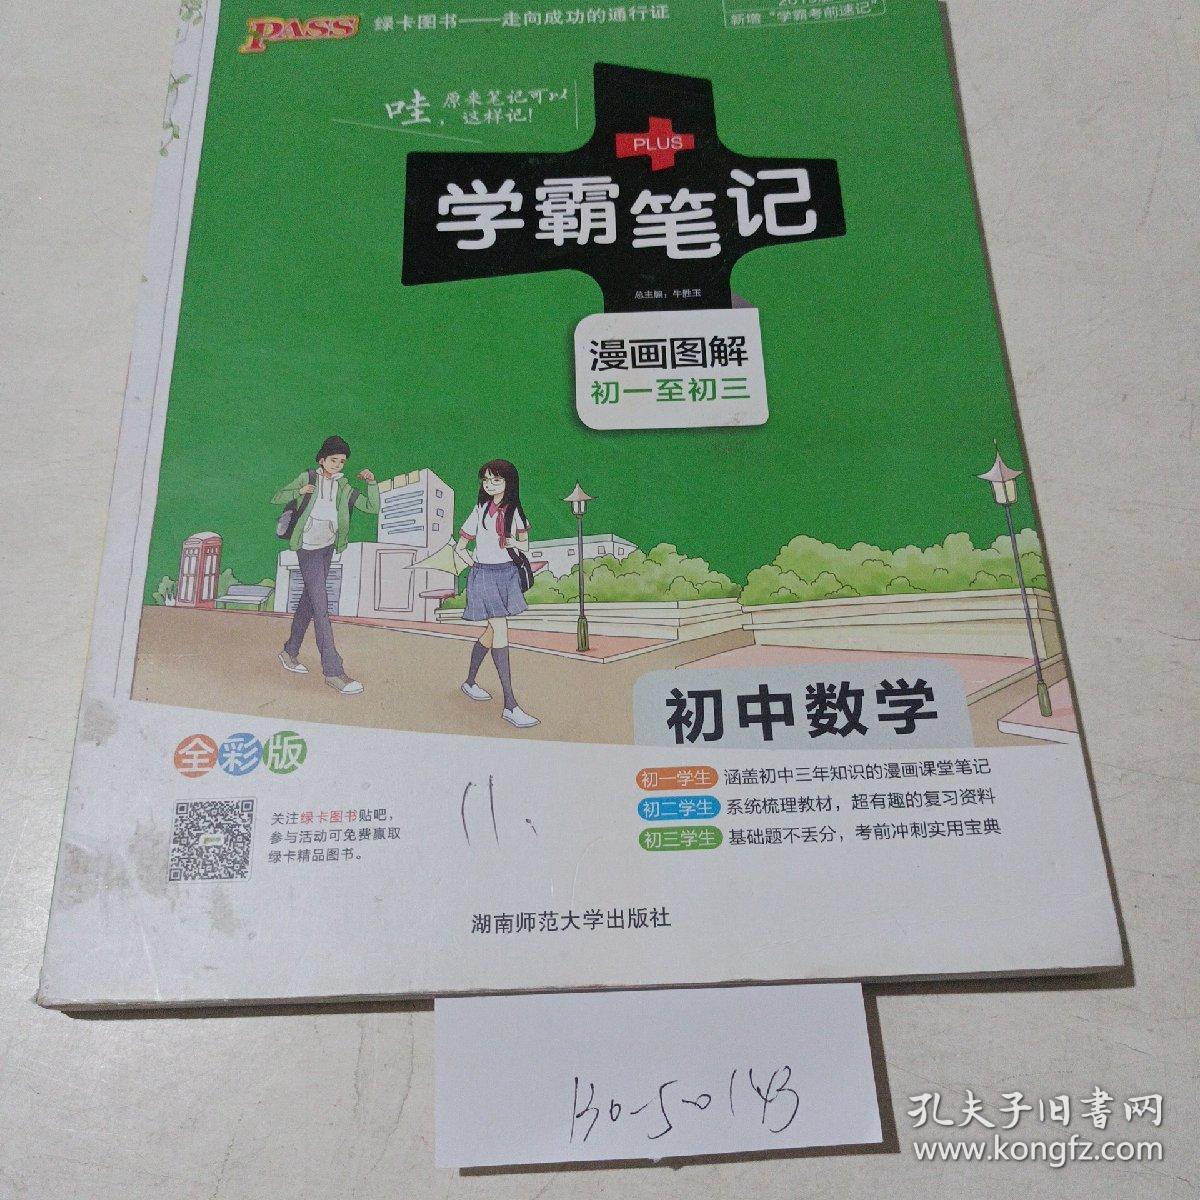 PASS 绿卡图书——走向成功的通行证
新增“学霸考前速记”
哇，原来笔记可以
这样记！
PLUS
学霸笔记
总主编：牛胜玉
漫画图解
初一至初三
初中数学
全彩版
初一学生 涵盖初中三年知识的漫画课堂笔记
初二学生 系统梳理教材，超有趣的复习资料
初三学生 基础题不丢分，考前冲刺实用宝典
关注绿卡图书贴吧，
参与活动可免费赢取
绿卡精品图书。
11.
湖南师范大学出版社
130-50143
孔夫子旧书网
www.kongfz.com